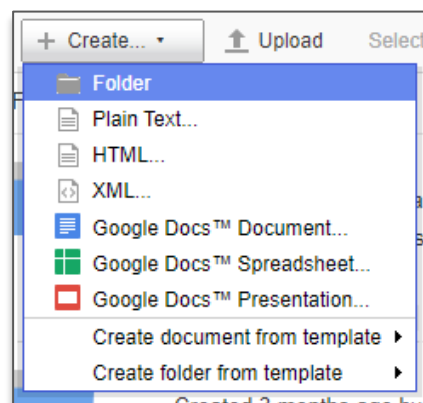 + Create...
Upload
Select
Folder
Plain Text...
HTML...
XML...
Google Docs™ Document...
Google Docs™ Spreadsheet...
Google Docs™ Presentation...
Create document from template
Create folder from template